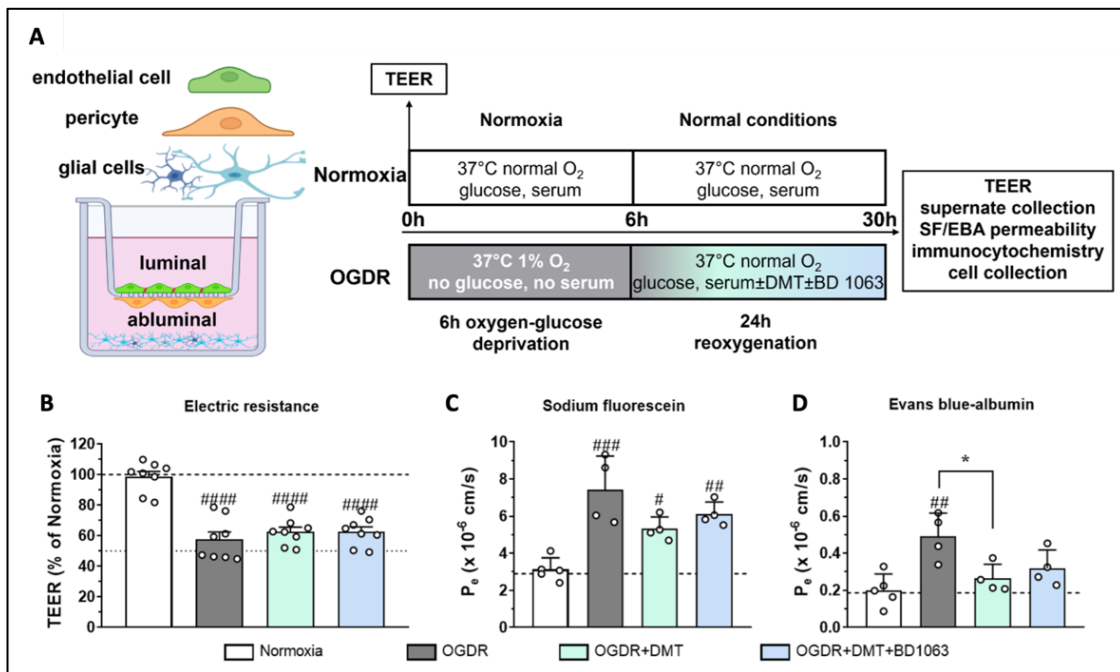 A
endothelial cell
pericyte
glial cells
luminal
abluminal
TEER
Normoxia
Normal conditions
Normoxia
37°C normal O₂
glucose, serum
37°C normal O₂
glucose, serum
0h
6h
30h
OGDR
37°C 1% O₂
no glucose, no serum
37°C normal O₂
glucose, serum±DMT±BD 1063
6h oxygen-glucose
deprivation
24h
reoxygenation
TEER
supernate collection
SF/EBA permeability
immunocytochemistry
cell collection
B
Electric resistance
TEER (% of Normoxia)
120
100
80
60
40
20
0
####
####
####
C
Sodium fluorescein
Pₑ (x 10⁻⁶ cm/s)
10
8
6
4
2
0
###
#
##
D
Evans blue-albumin
Pₑ (x 10⁻⁶ cm/s)
1.0
0.8
0.6
0.4
0.2
0.0
##
*
Normoxia
OGDR
OGDR+DMT
OGDR+DMT+BD1063